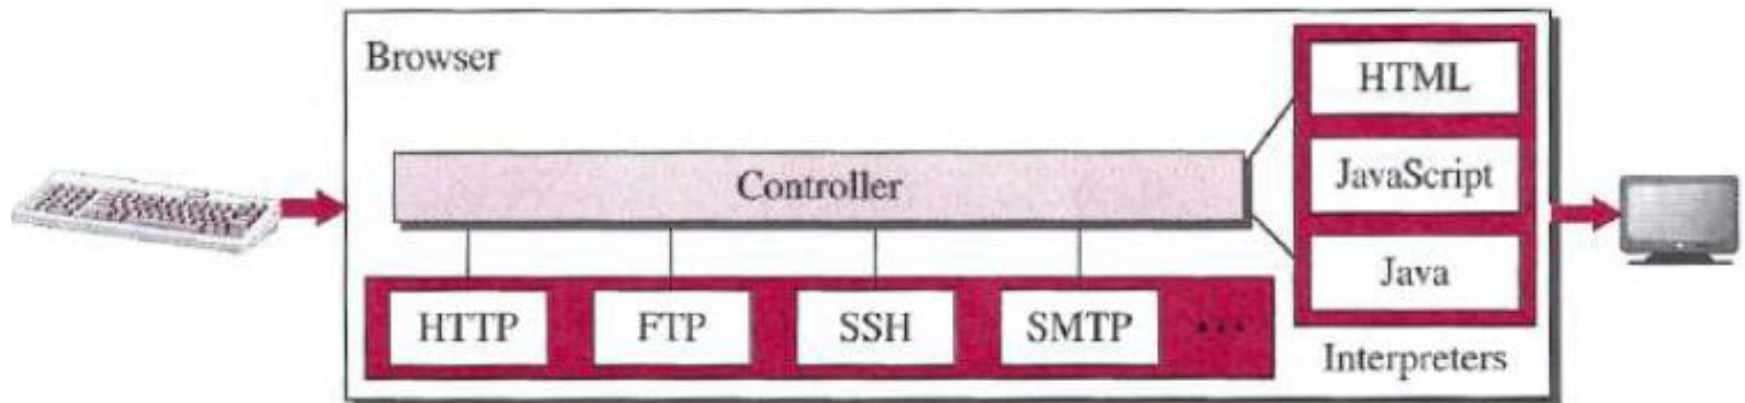 Browser
HTML
Controller
JavaScript
Java
HTTP FTP SSH SMTP ...
Interpreters